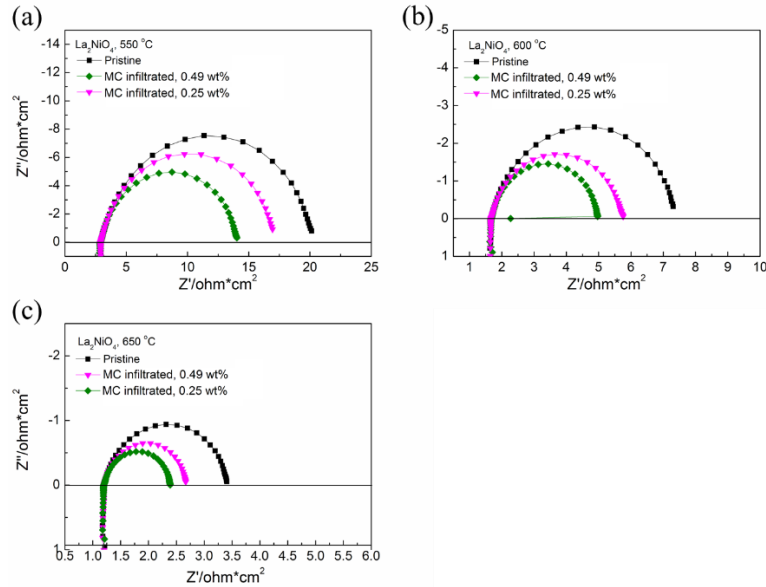 (a)
La2NiO4, 550 °C
Pristine
MC infiltrated, 0.49 wt%
MC infiltrated, 0.25 wt%
-14
-12
-10
-8
-6
-4
-2
0
Z''/ohm*cm2
0 5 10 15 20 25
Z'/ohm*cm2
(b)
La2NiO4, 600 °C
Pristine
MC infiltrated, 0.49 wt%
MC infiltrated, 0.25 wt%
-5
-4
-3
-2
-1
0
1
Z''/ohm*cm2
1 2 3 4 5 6 7 8 9 10
Z'/ohm*cm2
(c)
La2NiO4, 650 °C
Pristine
MC infiltrated, 0.49 wt%
MC infiltrated, 0.25 wt%
-2
-1
0
1
Z''/ohm*cm2
0.5 1.0 1.5 2.0 2.5 3.0 3.5 4.0 4.5 5.0 5.5 6.0
Z'/ohm*cm2